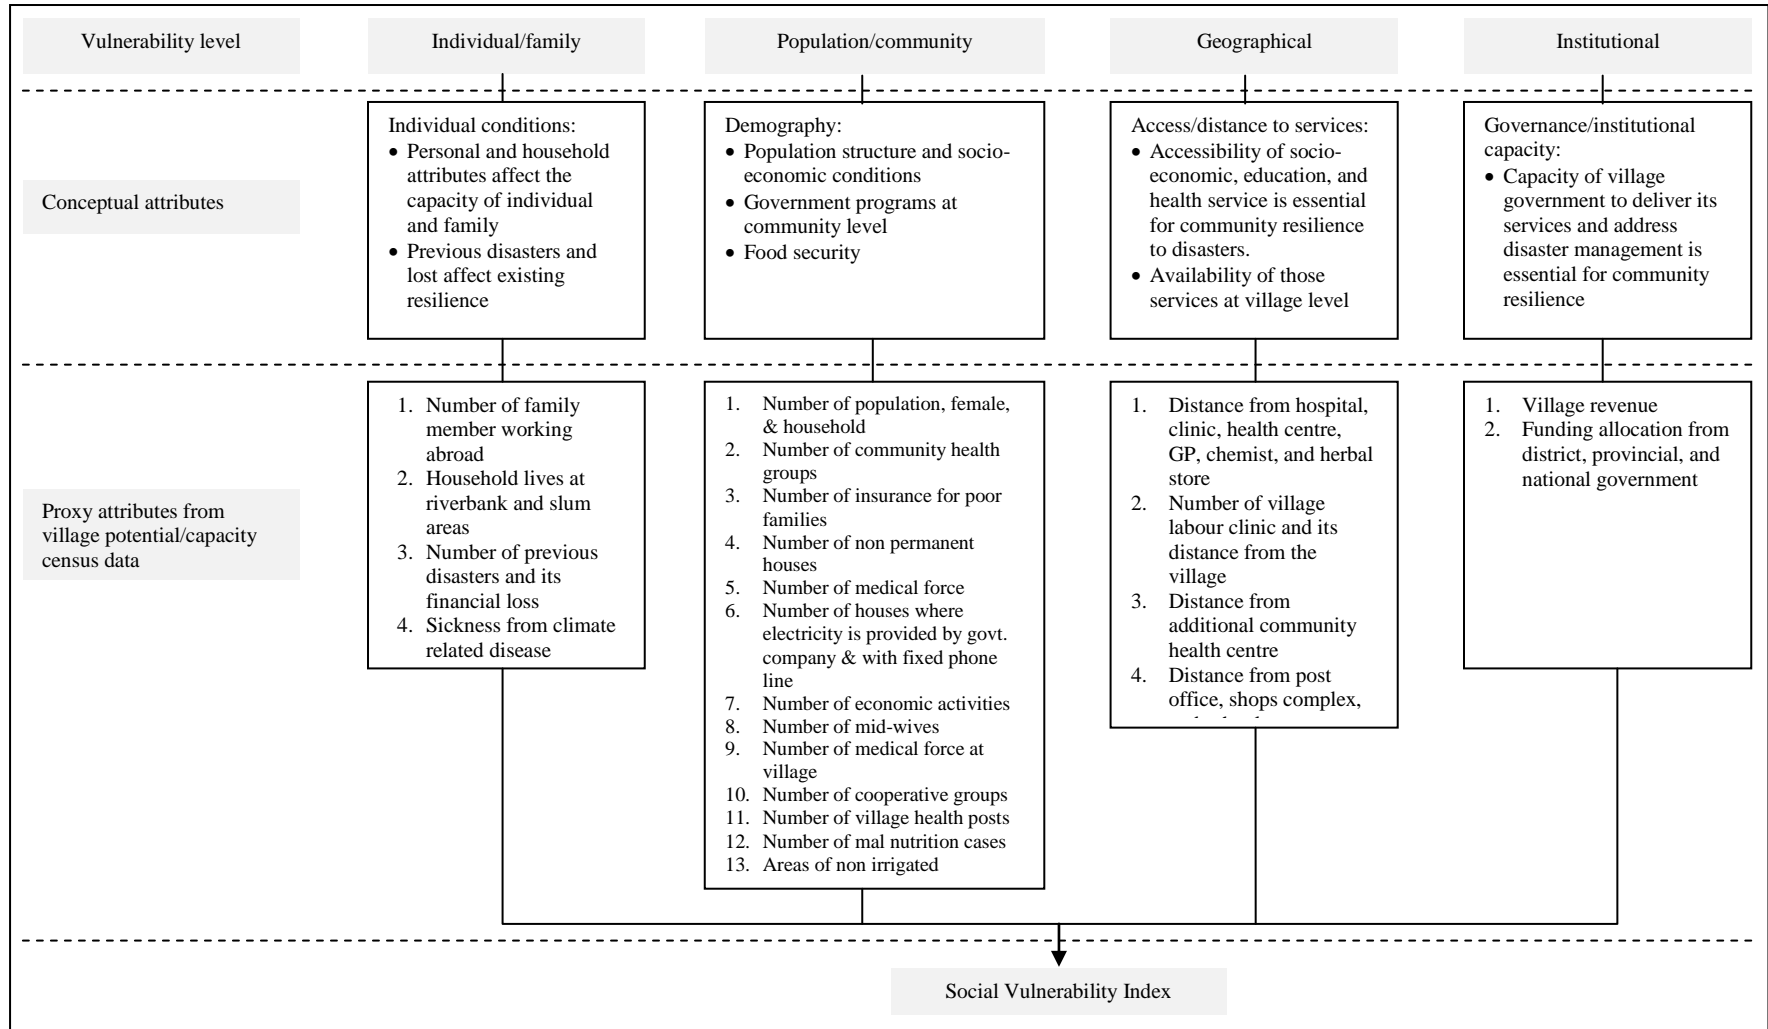 Vulnerability level
Individual/family
Population/community
Geographical
Institutional
Conceptual attributes
Individual conditions:
• Personal and household
attributes affect the
capacity of individual
and family
• Previous disasters and
lost affect existing
resilience
Demography:
• Population structure and socio-
economic conditions
• Government programs at
community level
• Food security
Access/distance to services:
• Accessibility of socio-
economic, education, and
health service is essential
for community resilience
to disasters.
• Availability of those
services at village level
Governance/institutional
capacity:
• Capacity of village
government to deliver its
services and address
disaster management is
essential for community
resilience
Proxy attributes from
village potential/capacity
census data
1. Number of family
member working
abroad
2. Household lives at
riverbank and slum
areas
3. Number of previous
disasters and its
financial loss
4. Sickness from climate
related disease
1. Number of population, female,
& household
2. Number of community health
groups
3. Number of insurance for poor
families
4. Number of non permanent
houses
5. Number of medical force
6. Number of houses where
electricity is provided by govt.
company & with fixed phone
line
7. Number of economic activities
8. Number of mid-wives
9. Number of medical force at
village
10. Number of cooperative groups
11. Number of village health posts
12. Number of mal nutrition cases
13. Areas of non irrigated
1. Distance from hospital,
clinic, health centre,
GP, chemist, and herbal
store
2. Number of village
labour clinic and its
distance from the
village
3. Distance from
additional community
health centre
4. Distance from post
office, shops complex,
1. Village revenue
2. Funding allocation from
district, provincial, and
national government
Social Vulnerability Index